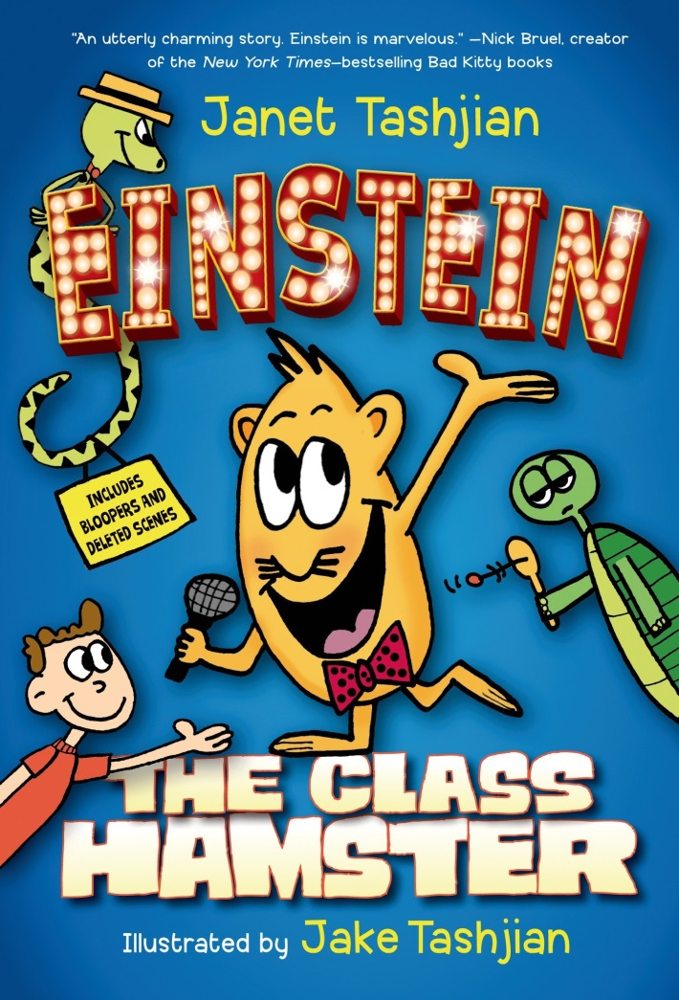 "An utterly charming story. Einstein is marvelous." —Nick Bruel, creator
of the New York Times–bestselling Bad Kitty books
Janet Tashjian
EINSTEIN
INCLUDES
BLOOPERS AND
DELETED SCENES
THE CLASS
HAMSTER
Illustrated by Jake Tashjian